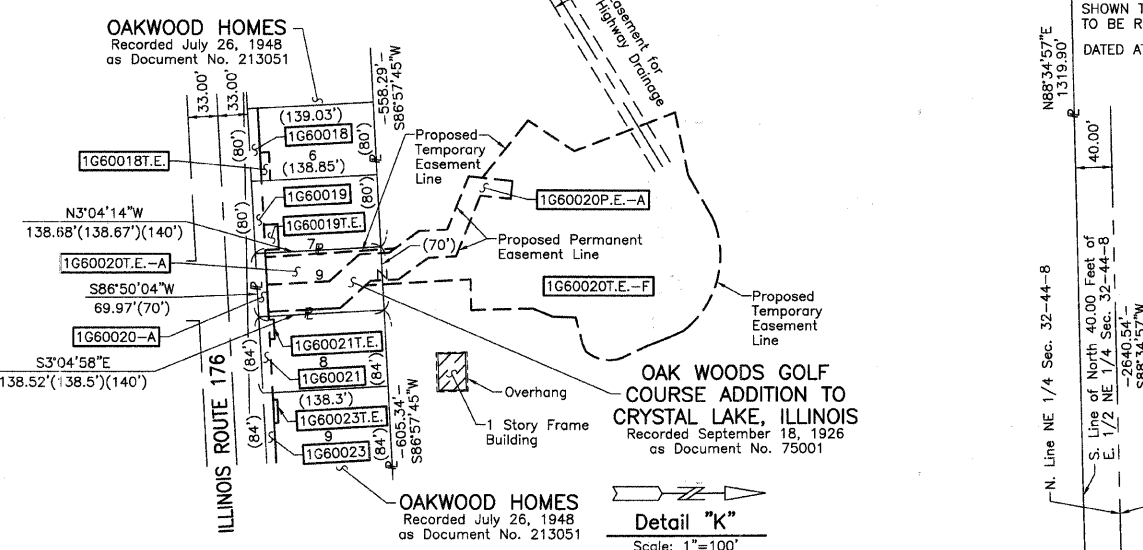 OAKWOOD HOMES
Recorded July 26, 1948
as Document No. 213051
33.00'
33.00'
(139.03')
-558.29'-
S86°57'45"W
(80')
(80')
1G60018
6
(138.85')
1G60018T.E.
1G60019
(80')
(80')
1G60019T.E.
N3°04'14"W
138.68'(138.67')(140')
7
1G60020T.E.-A
9
S86°50'04"W
69.97'(70')
1G60020-A
S3°04'58"E
138.52'(138.5')(140')
1G60021T.E.
8
(84')
(84')
1G60021
(138.3')
1G60023T.E.
9
(84')
(84')
1G60023
-605.34'-
S86°57'45"W
ILLINOIS ROUTE 176
OAKWOOD HOMES
Recorded July 26, 1948
as Document No. 213051
Proposed
Temporary
Easement
Line
Easement for
Highway Drainage
1G60020P.E.-A
(70')
Proposed Permanent
Easement Line
1G60020T.E.-F
Proposed
Temporary
Easement
Line
Overhang
1 Story Frame
Building
OAK WOODS GOLF
COURSE ADDITION TO
CRYSTAL LAKE, ILLINOIS
Recorded September 18, 1926
as Document No. 75001
Detail "K"
Scale: 1"=100'
SHOWN T
TO BE R
DATED AT
N88°34'57"E
1319.90'
40.00'
N. Line NE 1/4 Sec. 32-44-8
S. Line of North 40.00 Feet of
E. 1/2 NE 1/4 Sec. 32-44-8
-2640.54'-
S88°34'57"W